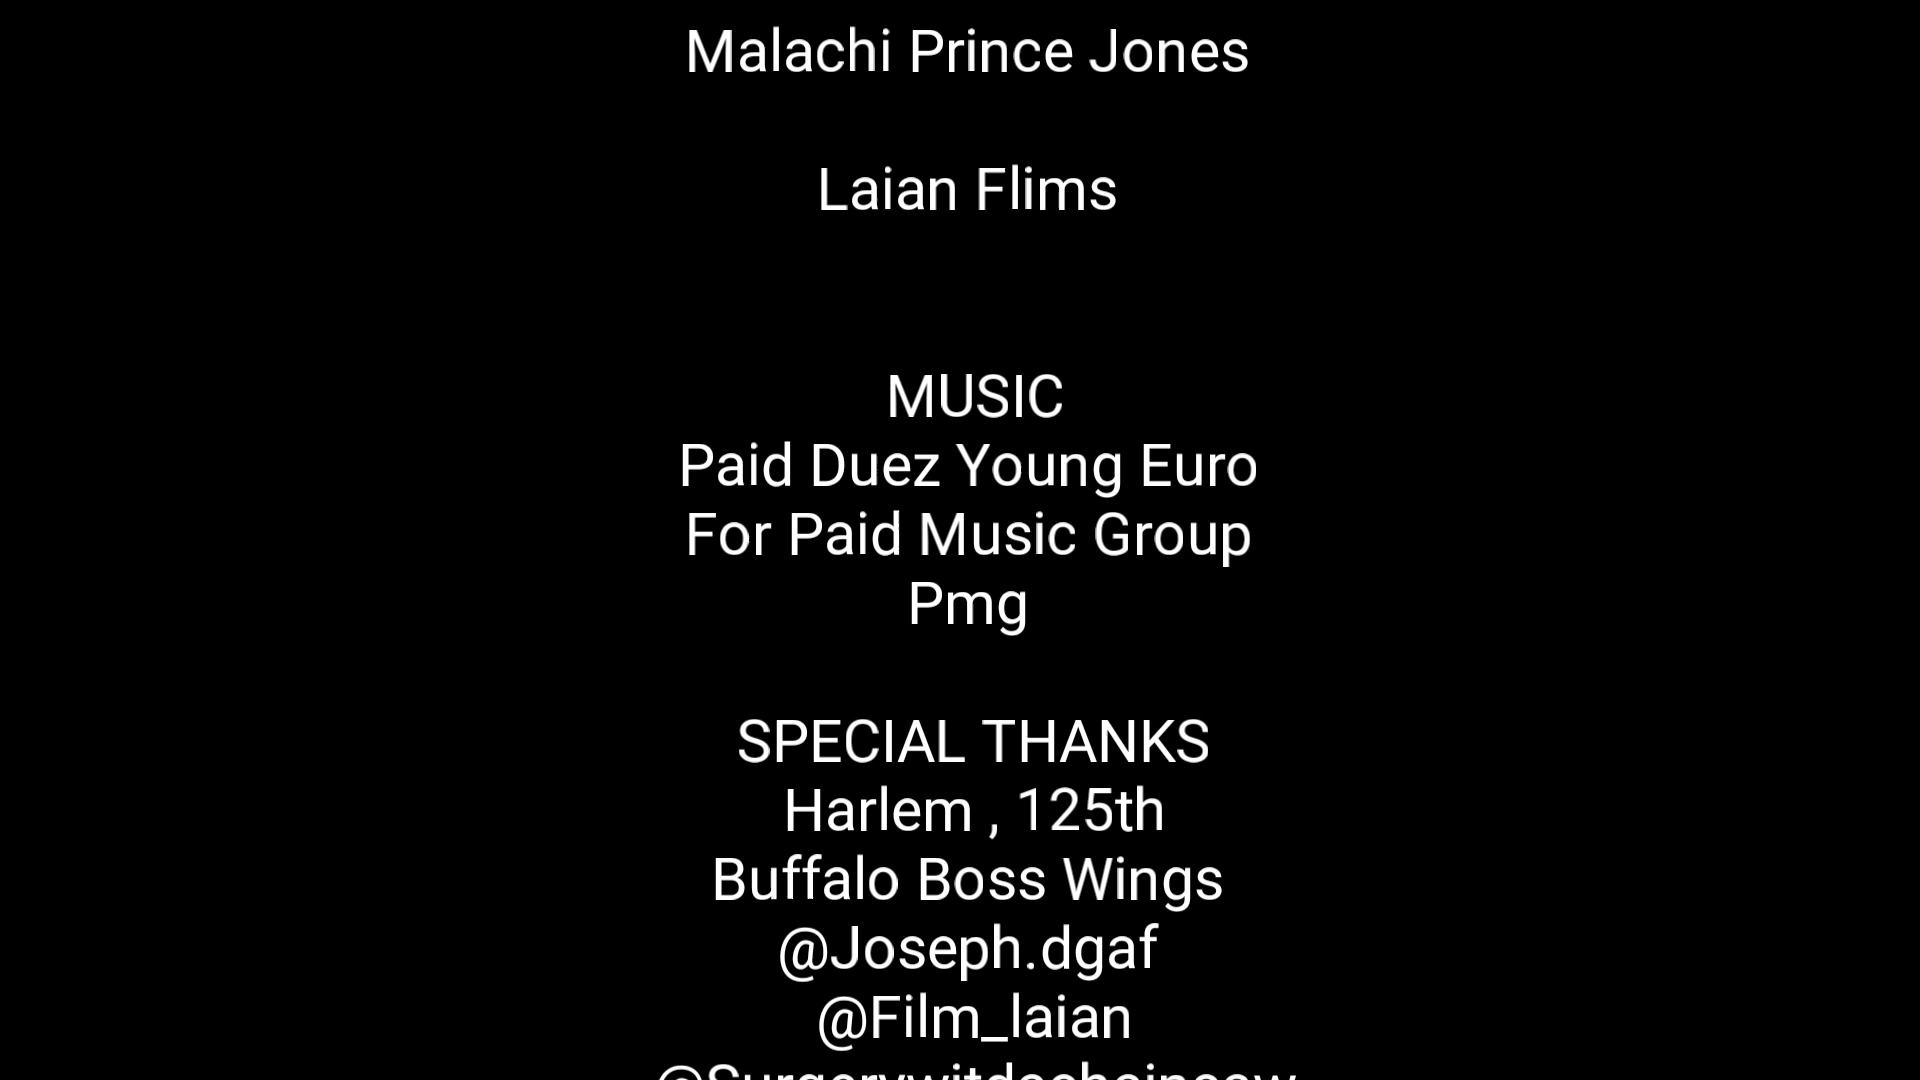 Malachi Prince Jones
Laian Flims
MUSIC
Paid Duez Young Euro
For Paid Music Group
Pmg
SPECIAL THANKS
Harlem , 125th
Buffalo Boss Wings
@Joseph.dgaf
@Film_laian